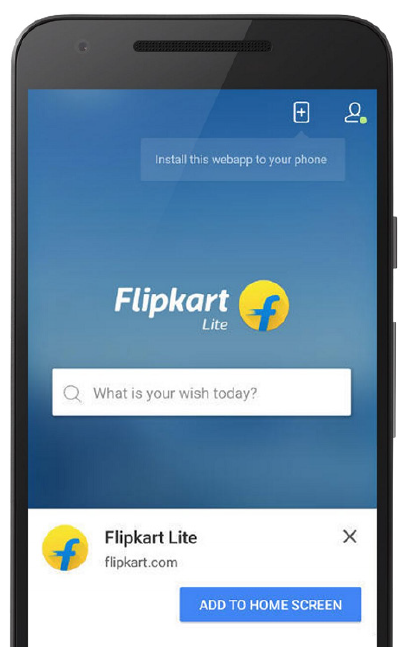 Install this webapp to your phone
Flipkart
Lite
What is your wish today?
Flipkart Lite
flipkart.com
ADD TO HOME SCREEN